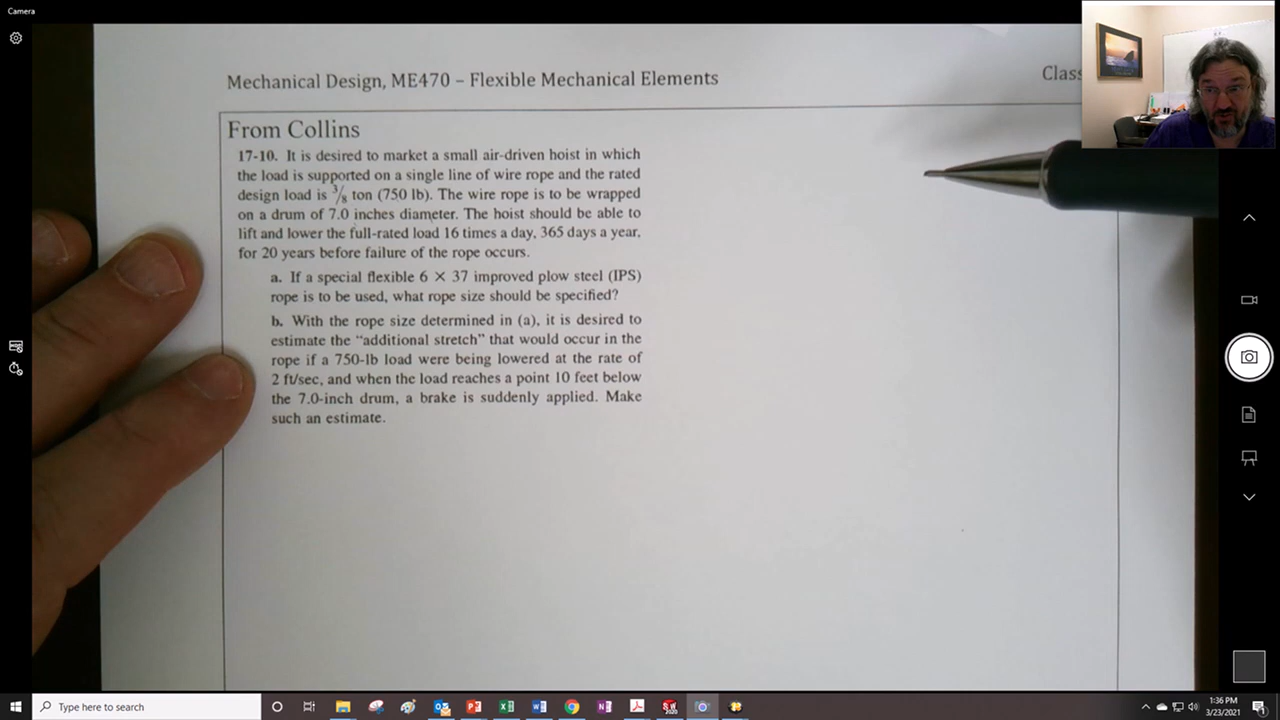 Camera
Mechanical Design, ME470 – Flexible Mechanical Elements
Class
From Collins
17-10. It is desired to market a small air-driven hoist in which
the load is supported on a single line of wire rope and the rated
design load is 3/8 ton (750 lb). The wire rope is to be wrapped
on a drum of 7.0 inches diameter. The hoist should be able to
lift and lower the full-rated load 16 times a day, 365 days a year,
for 20 years before failure of the rope occurs.
a. If a special flexible 6 × 37 improved plow steel (IPS)
rope is to be used, what rope size should be specified?
b. With the rope size determined in (a), it is desired to
estimate the “additional stretch” that would occur in the
rope if a 750-lb load were being lowered at the rate of
2 ft/sec, and when the load reaches a point 10 feet below
the 7.0-inch drum, a brake is suddenly applied. Make
such an estimate.
Type here to search
1:36 PM
3/23/2021